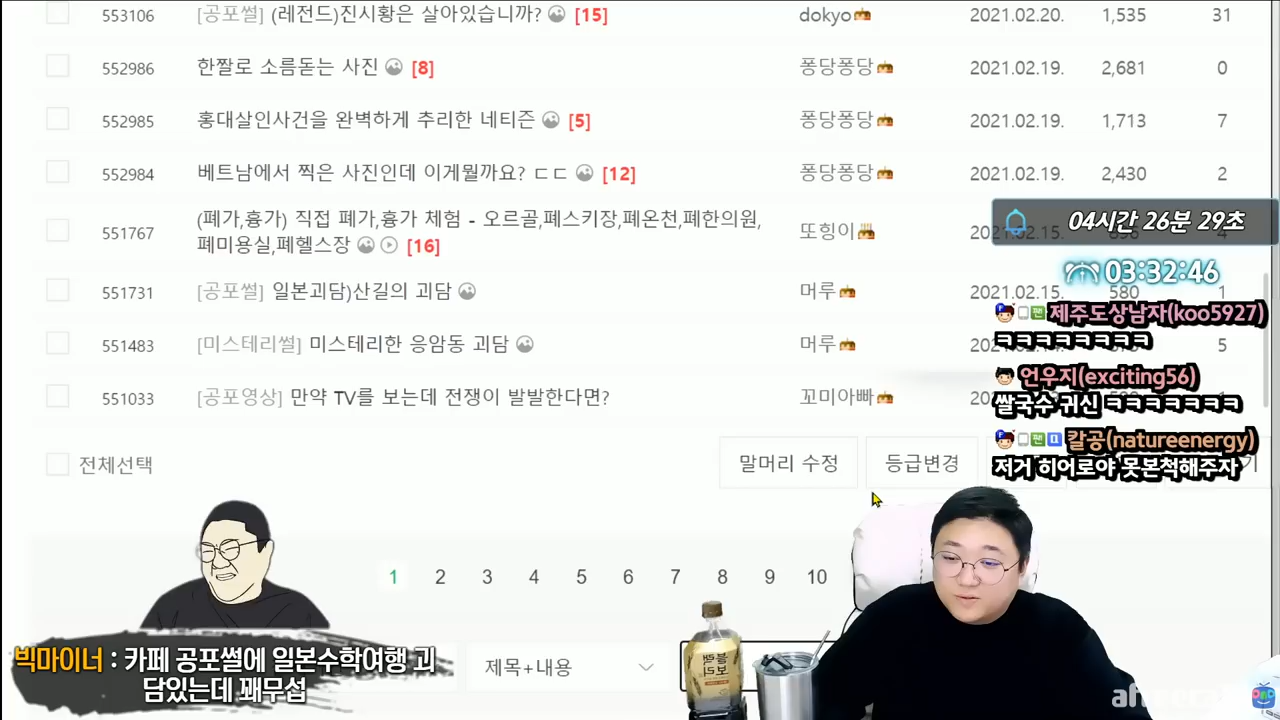 553106 [공포썰] (레전드)진시황은 살아있습니까? [15] dokyo 2021.02.20. 1,535 31
552986 한짤로 소름돋는 사진 [8] 퐁당퐁당 2021.02.19. 2,681 0
552985 홍대살인사건을 완벽하게 추리한 네티즌 [5] 퐁당퐁당 2021.02.19. 1,713 7
552984 베트남에서 찍은 사진인데 이게뭘까요? ㄷㄷ [12] 퐁당퐁당 2021.02.19. 2,430 2
(폐가,흉가) 직접 폐가,흉가 체험 - 오르골,폐스키장,폐온천,폐한의원,
551767 폐미용실,폐헬스장 [16] 또힝이
04시간 26분 29초
03:32:46
551731 [공포썰] 일본괴담)산길의 괴담 머루 2021.02.15. 580 1
제주도상남자(koo5927)
ㅋㅋㅋㅋㅋㅋㅋㅋ
551483 [미스테리썰] 미스테리한 응암동 괴담 머루 5
언우지(exciting56)
쌀국수 귀신 ㅋㅋㅋㅋㅋㅋㅋ
551033 [공포영상] 만약 TV를 보는데 전쟁이 발발한다면? 꼬미아빠
칼공(natureenergy)
저거 히어로야 못본척해주자
전체선택 말머리 수정 등급변경
1 2 3 4 5 6 7 8 9 10
제목+내용
블랙
보리
빅마이너 : 카페 공포썰에 일본수학여행 괴
담있는데 꽤무섭